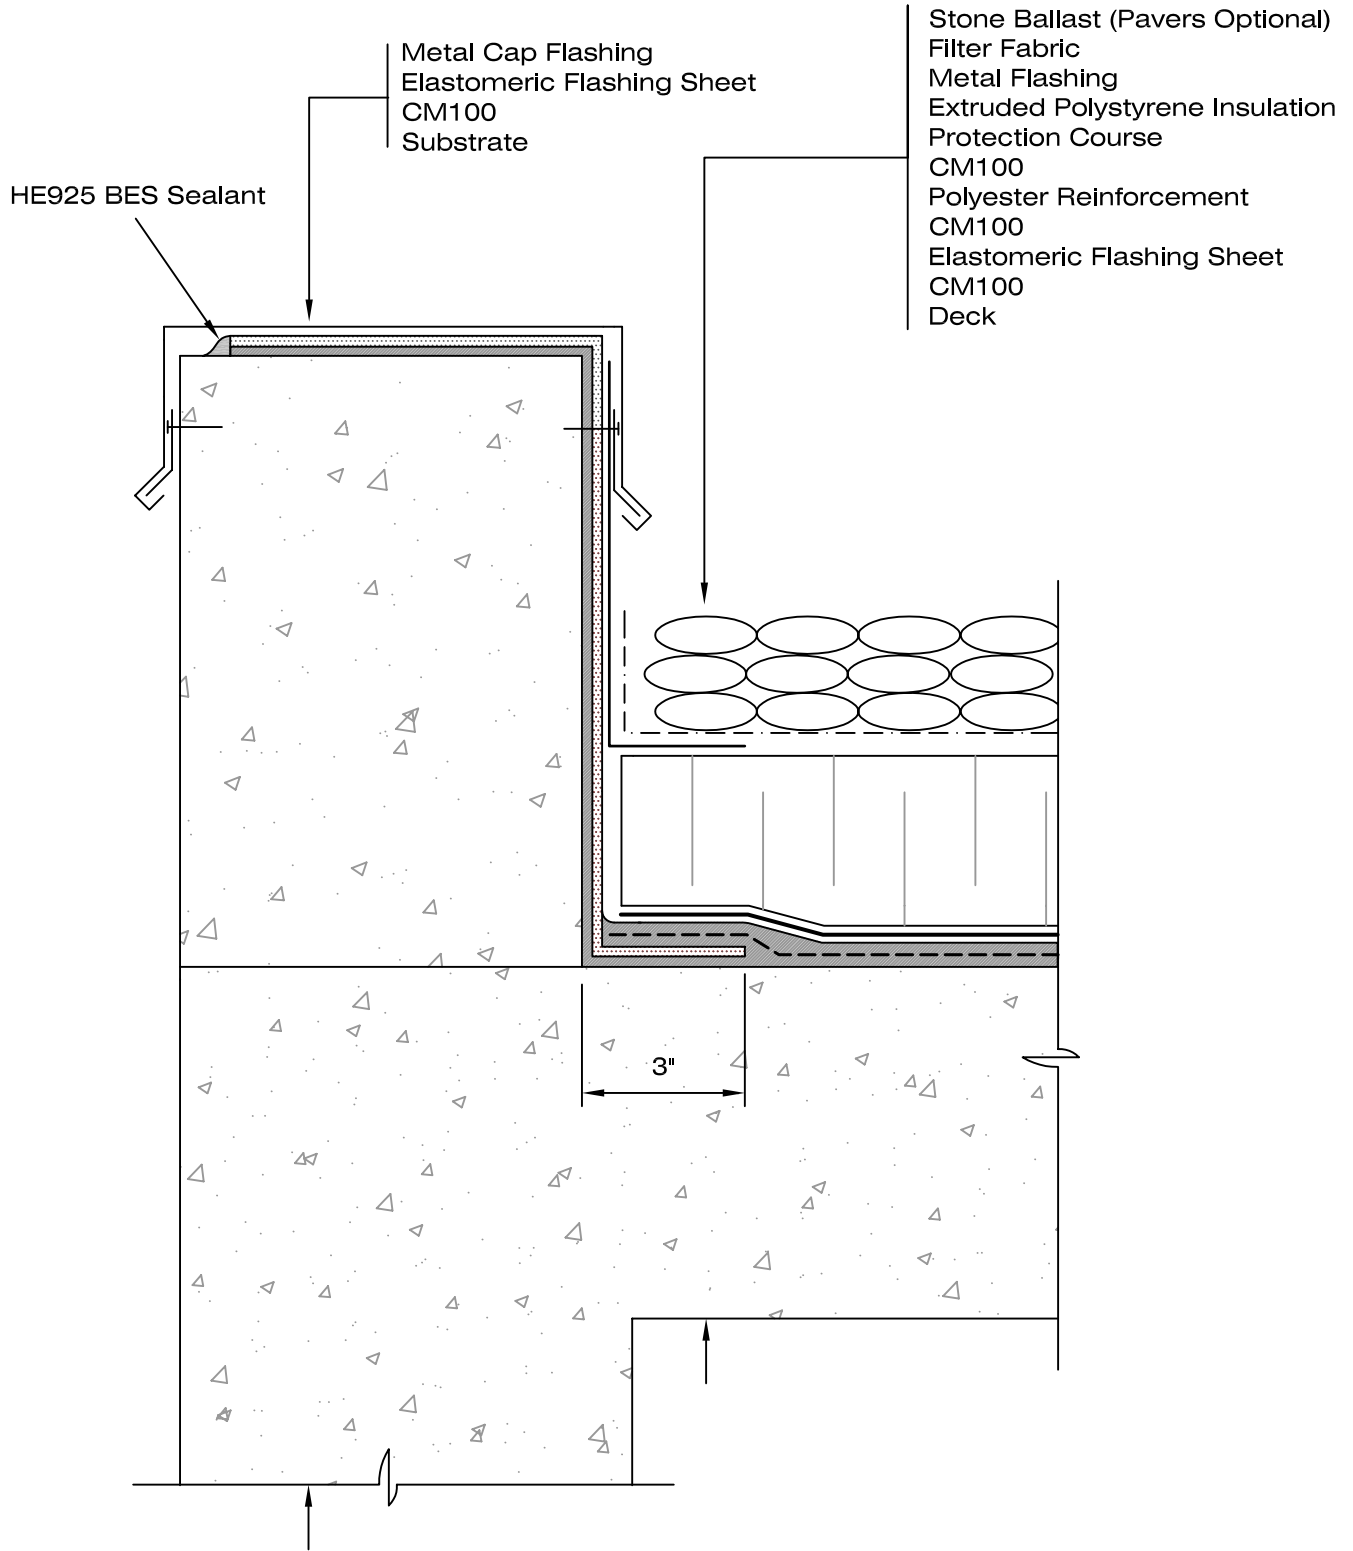 Stone Ballast (Pavers Optional)
Filter Fabric
Metal Flashing
Extruded Polystyrene Insulation
Protection Course
CM100
Polyester Reinforcement
CM100
Elastomeric Flashing Sheet
CM100
Deck
Metal Cap Flashing
Elastomeric Flashing Sheet
CM100
Substrate
HE925 BES Sealant
3"